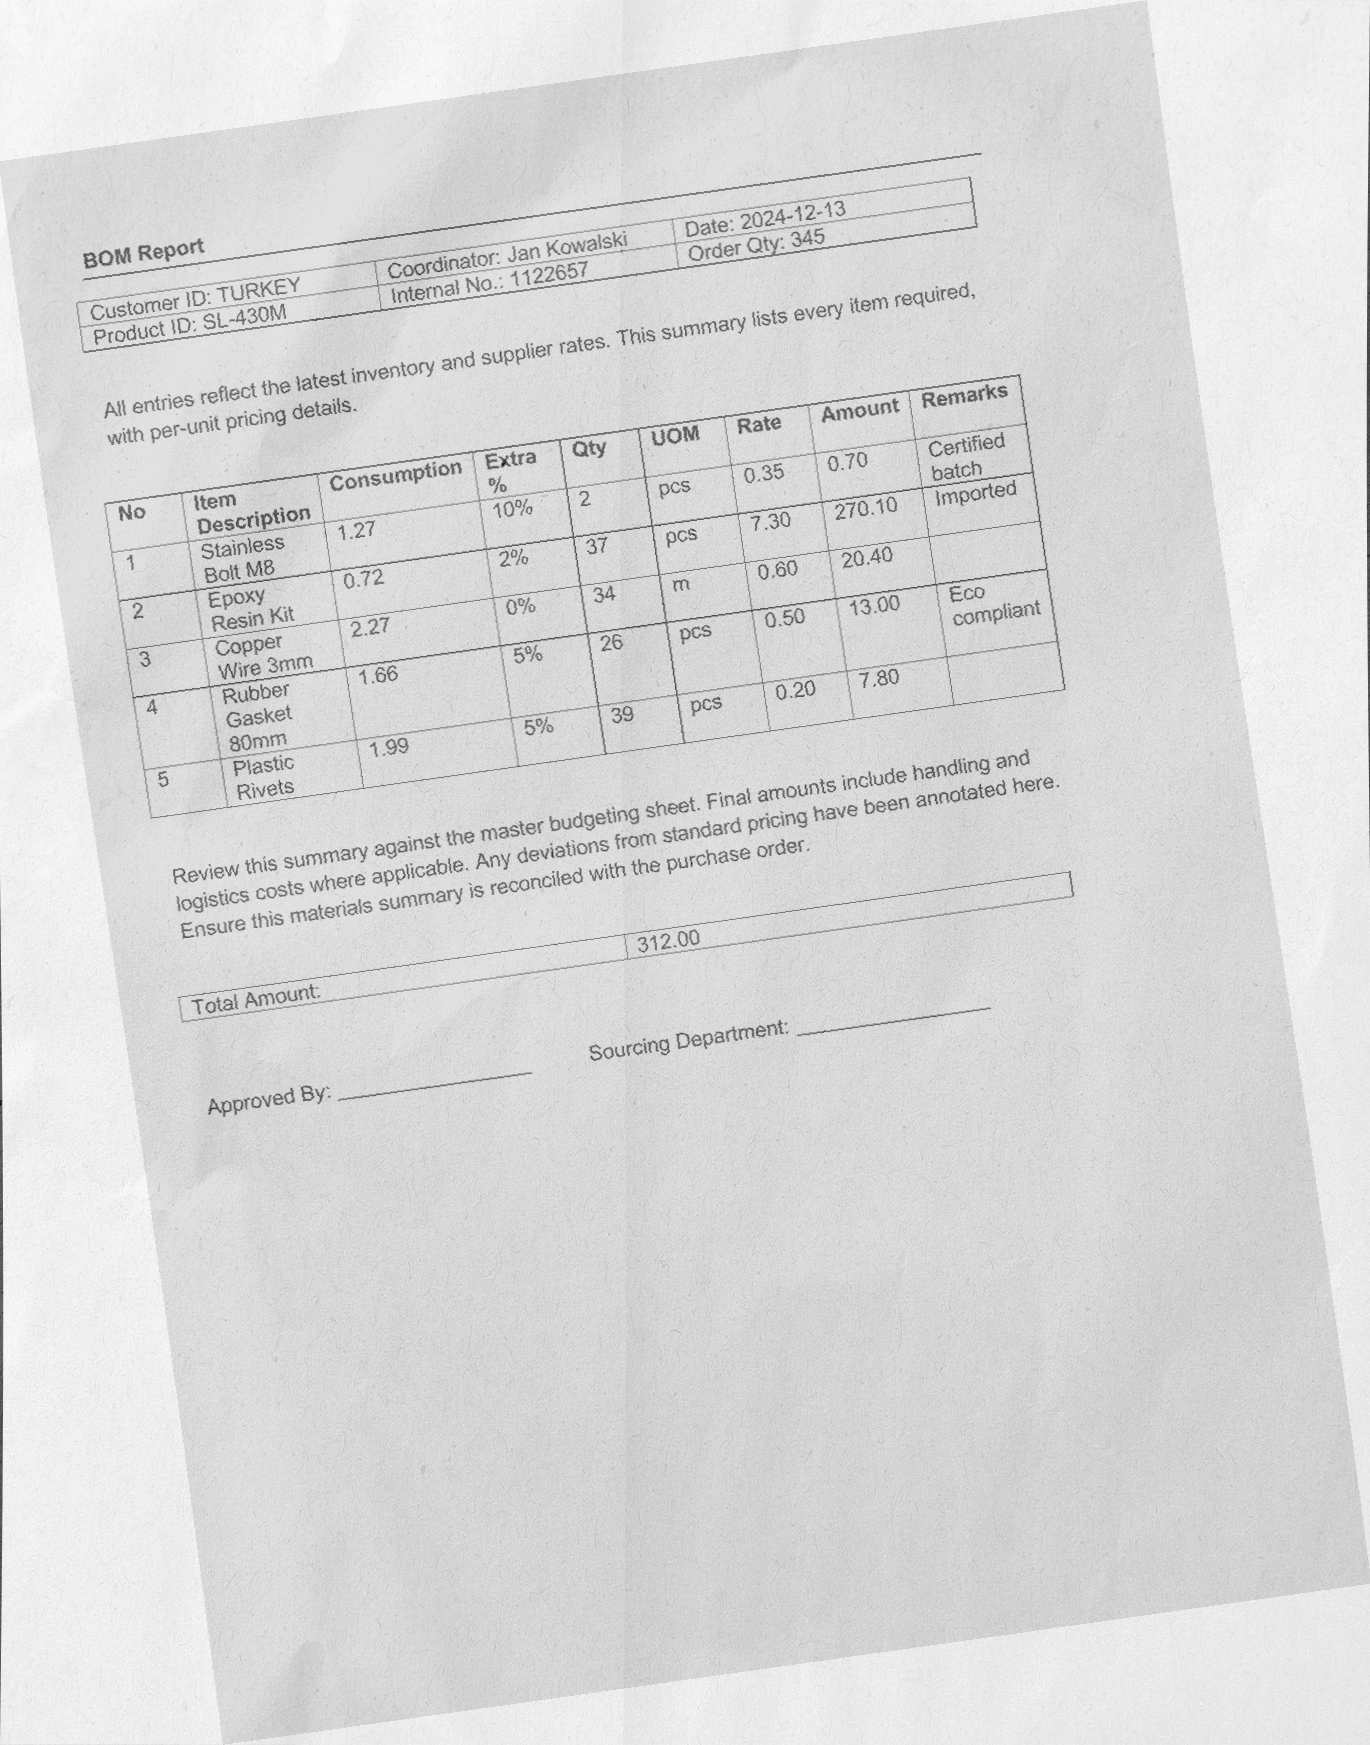 BOM Report
Customer ID: TURKEY Coordinator: Jan Kowalski Date: 2024-12-13
Product ID: SL-430M Internal No.: 1122657 Order Qty: 345
All entries reflect the latest inventory and supplier rates. This summary lists every item required,
with per-unit pricing details.
No Item Description Consumption Extra % Qty UOM Rate Amount Remarks
1 Stainless Bolt M8 1.27 10% 2 pcs 0.35 0.70 Certified batch
2 Epoxy Resin Kit 0.72 2% 37 pcs 7.30 270.10 Imported
3 Copper Wire 3mm 2.27 0% 34 m 0.60 20.40
4 Rubber Gasket 80mm 1.66 5% 26 pcs 0.50 13.00 Eco compliant
5 Plastic Rivets 1.99 5% 39 pcs 0.20 7.80
Review this summary against the master budgeting sheet. Final amounts include handling and
logistics costs where applicable. Any deviations from standard pricing have been annotated here.
Ensure this materials summary is reconciled with the purchase order.
Total Amount: 312.00
Approved By: Sourcing Department: